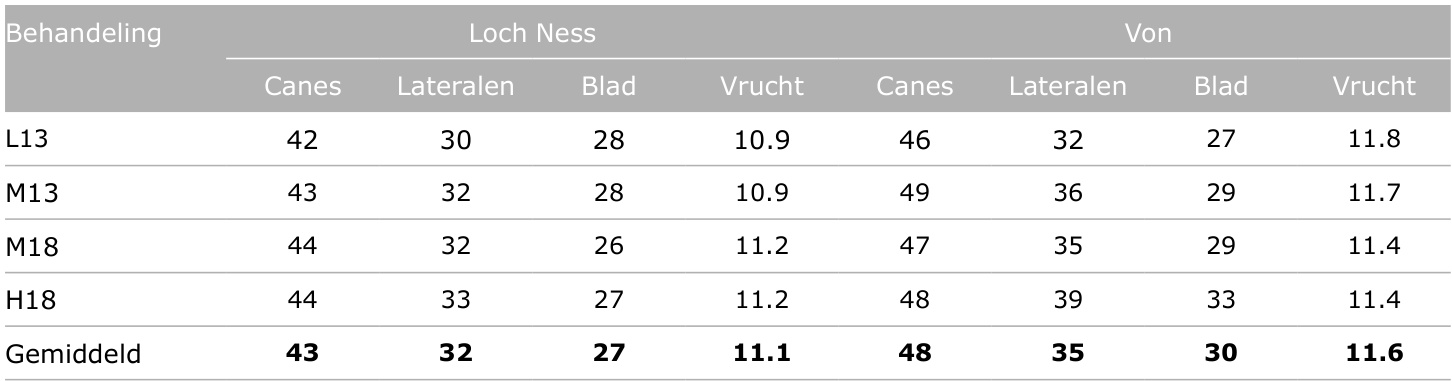 Behandeling Loch Ness Von
Canes Lateralen Blad Vrucht Canes Lateralen Blad Vrucht
L13 42 30 28 10.9 46 32 27 11.8
M13 43 32 28 10.9 49 36 29 11.7
M18 44 32 26 11.2 47 35 29 11.4
H18 44 33 27 11.2 48 39 33 11.4
Gemiddeld 43 32 27 11.1 48 35 30 11.6